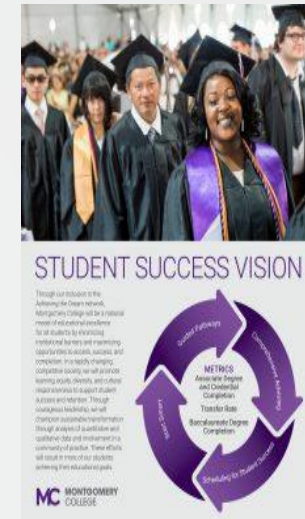 STUDENT SUCCESS VISION
Through our inclusion in the
Achieving the Dream network,
Montgomery College will be a national
model of educational excellence
for all students by minimizing
institutional barriers and maximizing
opportunities to access, success, and
completion. In a rapidly changing,
competitive society, we will promote
learning equity, diversity, and cultural
responsiveness to support student
success and retention. Through
courageous leadership, we will
champion sustainable transformation
through analysis of quantitative and
qualitative data and involvement in a
community of practice. These efforts
will result in more of our students
achieving their educational goals.
Guided Pathways
Comprehensive Advising
Scheduling for Student Success
Start Smart
METRICS
Associate Degree
and Credential
Completion
Transfer Rate
Baccalaureate Degree
Completion
MC MONTGOMERY
COLLEGE